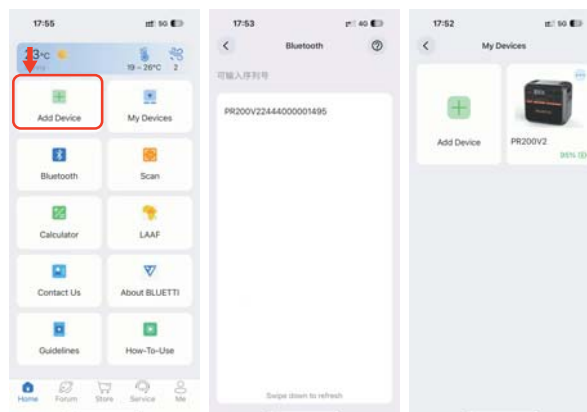 17:55
5G
19 ~ 26°C 2
Add Device
My Devices
Bluetooth
Scan
Calculator
LAAF
Contact Us
About BLUETTI
Guidelines
How-To-Use
Home
Forum
Store
Service
Me
17:53
4G
Bluetooth
可输入序列号
PR200V22444000001495
Swipe down to refresh
17:52
5G
My Devices
Add Device
PR200V2